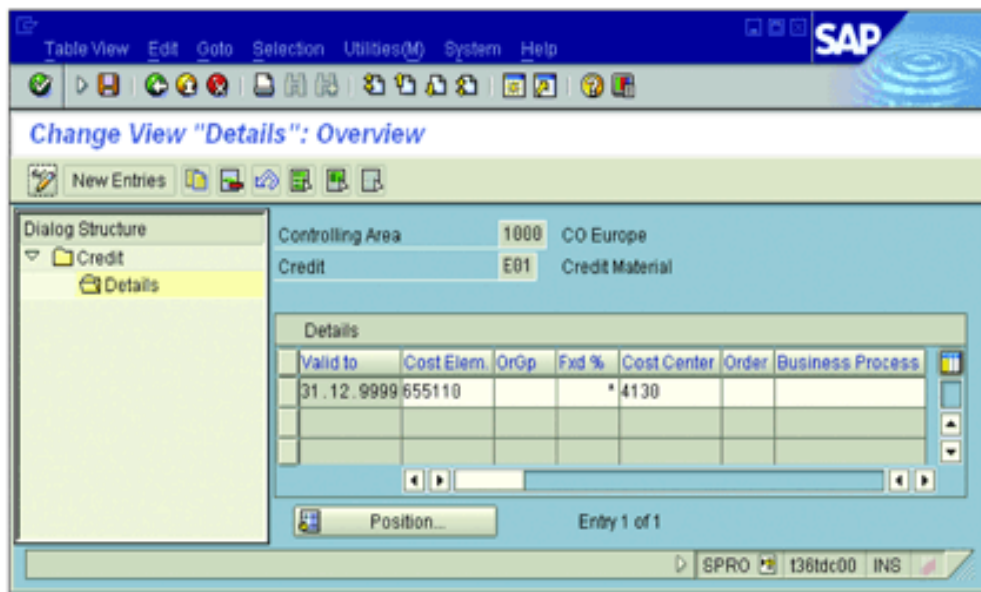 Table View Edit Goto Selection Utilities(M) System Help
SAP
Change View "Details": Overview
New Entries
Dialog Structure
Credit
Details
Controlling Area 1000 CO Europe
Credit E01 Credit Material
Details
Valid to Cost Elem. OrGp Fxd % Cost Center Order Business Process
31.12.9999 655110 * 4130
Position... Entry 1 of 1
SPRO t36tdc00 INS